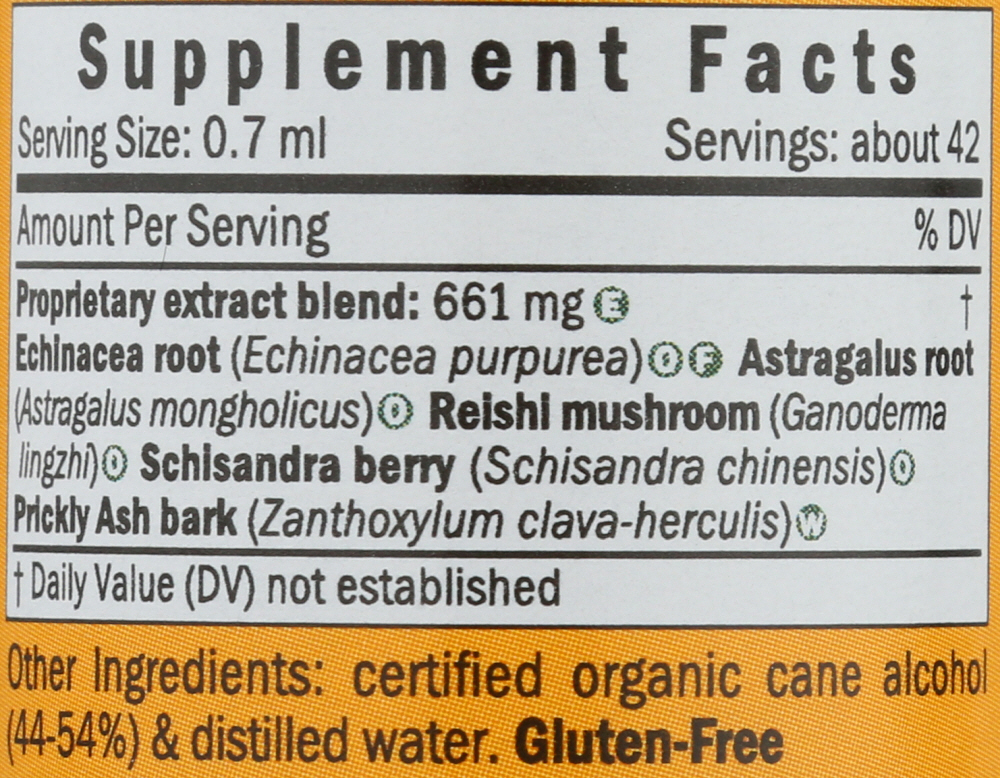 Supplement Facts
Serving Size: 0.7 ml Servings: about 42
Amount Per Serving % DV
Proprietary extract blend: 661 mg Ⓔ †
Echinacea root (Echinacea purpurea) Ⓞ Ⓕ Astragalus root
(Astragalus mongholicus) Ⓞ Reishi mushroom (Ganoderma
lingzhi) Ⓞ Schisandra berry (Schisandra chinensis) Ⓞ
Prickly Ash bark (Zanthoxylum clava-herculis) Ⓦ
† Daily Value (DV) not established
Other Ingredients: certified organic cane alcohol
(44-54%) & distilled water. Gluten-Free